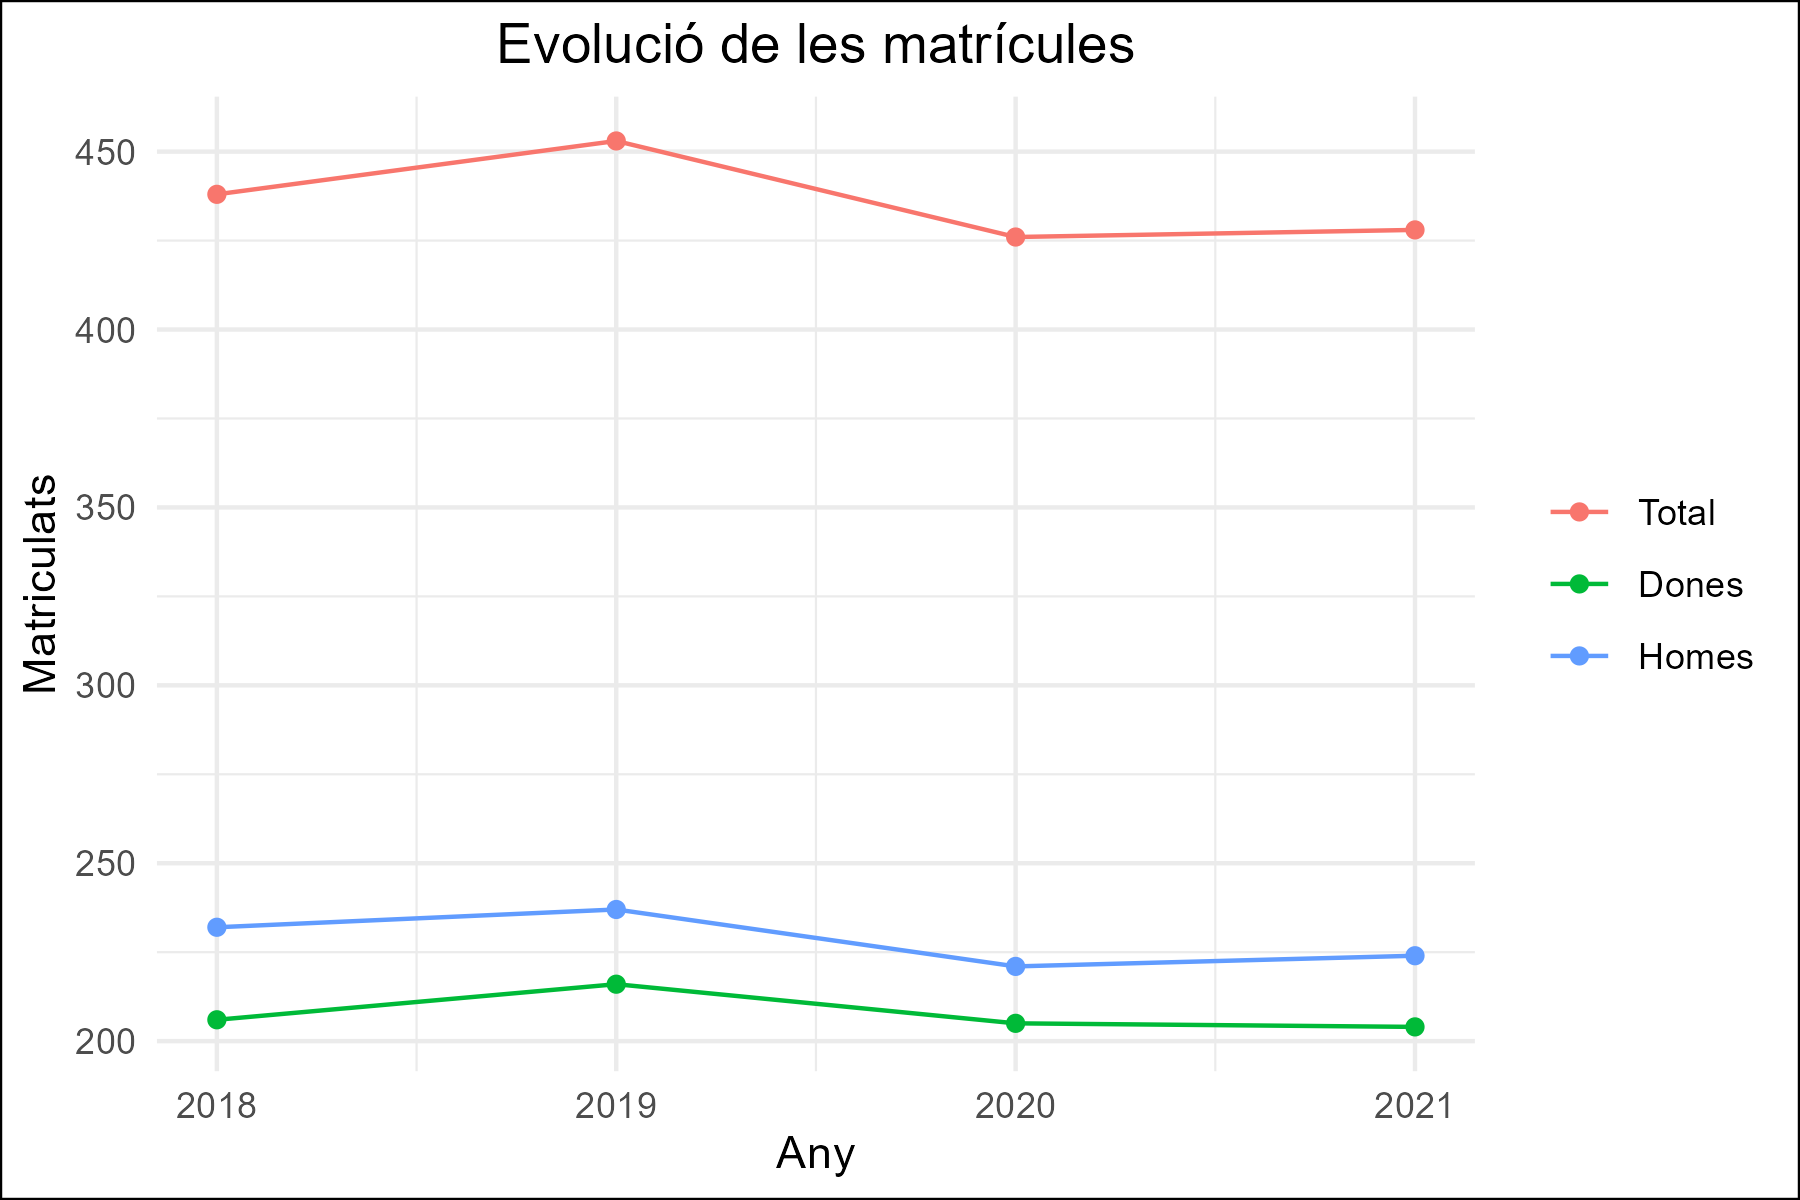 Evolució de les matrícules
Matriculats
450
400
350
300
250
200
2018 2019 2020 2021
Any
Total
Dones
Homes